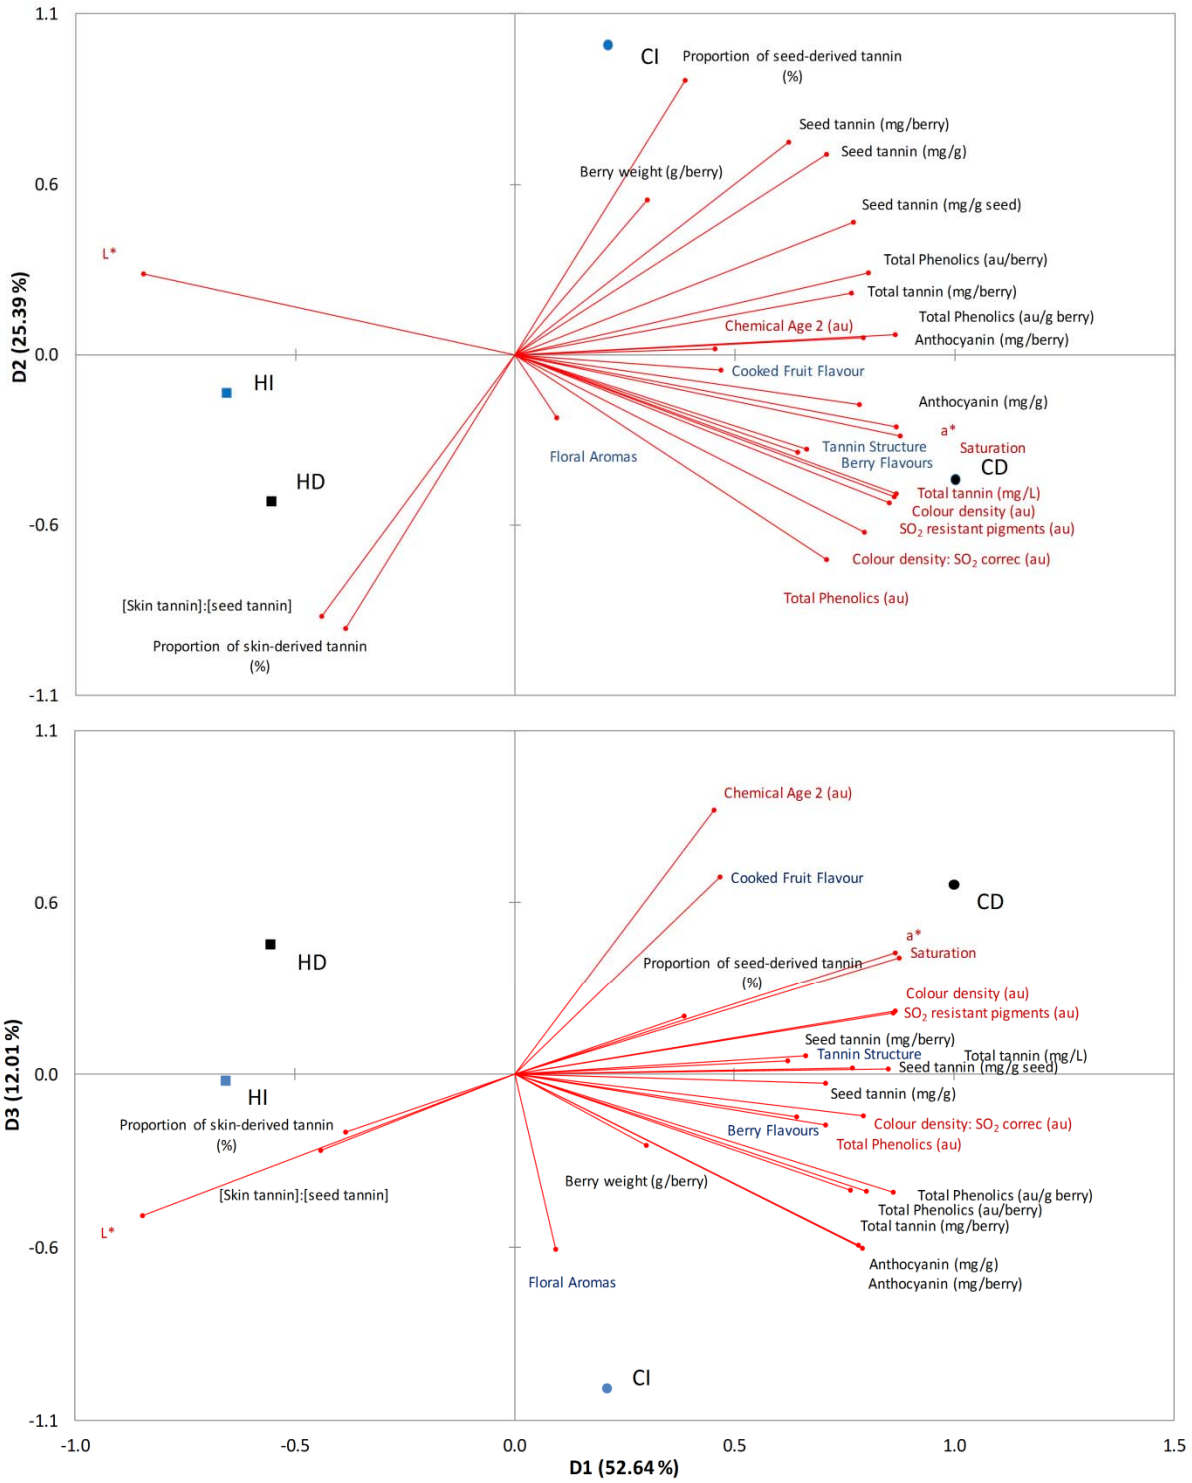 1.1
CI
Proportion of seed-derived tannin
(%)
Seed tannin (mg/berry)
Seed tannin (mg/g)
Berry weight (g/berry)
0.6
Seed tannin (mg/g seed)
L*
Total Phenolics (au/berry)
Total tannin (mg/berry)
Total Phenolics (au/g berry)
Chemical Age 2 (au)
Anthocyanin (mg/berry)
D2 (25.39 %)
0.0
Cooked Fruit Flavour
HI
Anthocyanin (mg/g)
a*
Tannin Structure
Saturation
Floral Aromas
Berry Flavours
CD
HD
Total tannin (mg/L)
Colour density (au)
-0.6
SO2 resistant pigments (au)
Colour density: SO2 correc (au)
Total Phenolics (au)
[Skin tannin]:[seed tannin]
Proportion of skin-derived tannin
(%)
-1.1
1.1
Chemical Age 2 (au)
Cooked Fruit Flavour
0.6
CD
a*
Saturation
HD
Proportion of seed-derived tannin
(%)
Colour density (au)
SO2 resistant pigments (au)
Seed tannin (mg/berry)
Tannin Structure
Total tannin (mg/L)
Seed tannin (mg/g seed)
D3 (12.01 %)
0.0
HI
Seed tannin (mg/g)
Proportion of skin-derived tannin
(%)
Berry Flavours
Colour density: SO2 correc (au)
Total Phenolics (au)
Berry weight (g/berry)
[Skin tannin]:[seed tannin]
Total Phenolics (au/g berry)
Total Phenolics (au/berry)
Total tannin (mg/berry)
L*
-0.6
Anthocyanin (mg/g)
Floral Aromas
Anthocyanin (mg/berry)
CI
-1.1
-1.0
-0.5
0.0
0.5
1.0
1.5
D1 (52.64 %)